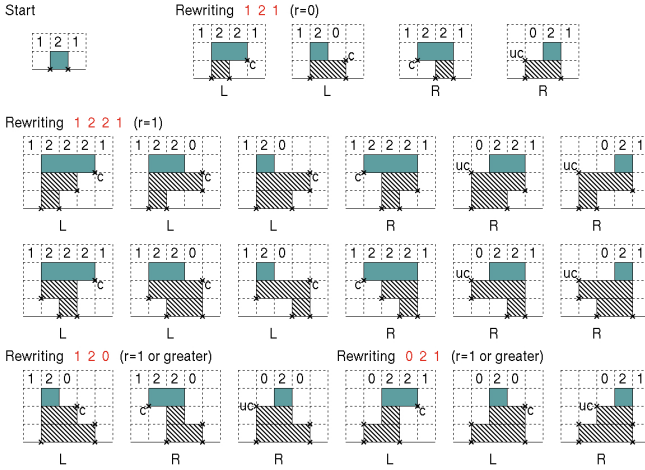 Start
Rewriting 1 2 1 (r=0)
1 2 1
1 2 2 1
1 2 0
1 2 2 1
0 2 1
c
c
c
uc
L
L
R
R
Rewriting 1 2 2 1 (r=1)
1 2 2 2 1
1 2 2 0
1 2 0
1 2 2 2 1
0 2 2 1
0 2 1
c
c
c
c
uc
uc
L
L
L
R
R
R
1 2 2 2 1
1 2 2 0
1 2 0
1 2 2 2 1
0 2 2 1
0 2 1
c
c
c
c
uc
uc
L
L
L
R
R
R
Rewriting 1 2 0 (r=1 or greater)
Rewriting 0 2 1 (r=1 or greater)
1 2 0
1 2 2 0
0 2 0
0 2 2 1
0 2 0
0 2 1
c
c
uc
c
c
uc
L
R
R
L
L
R